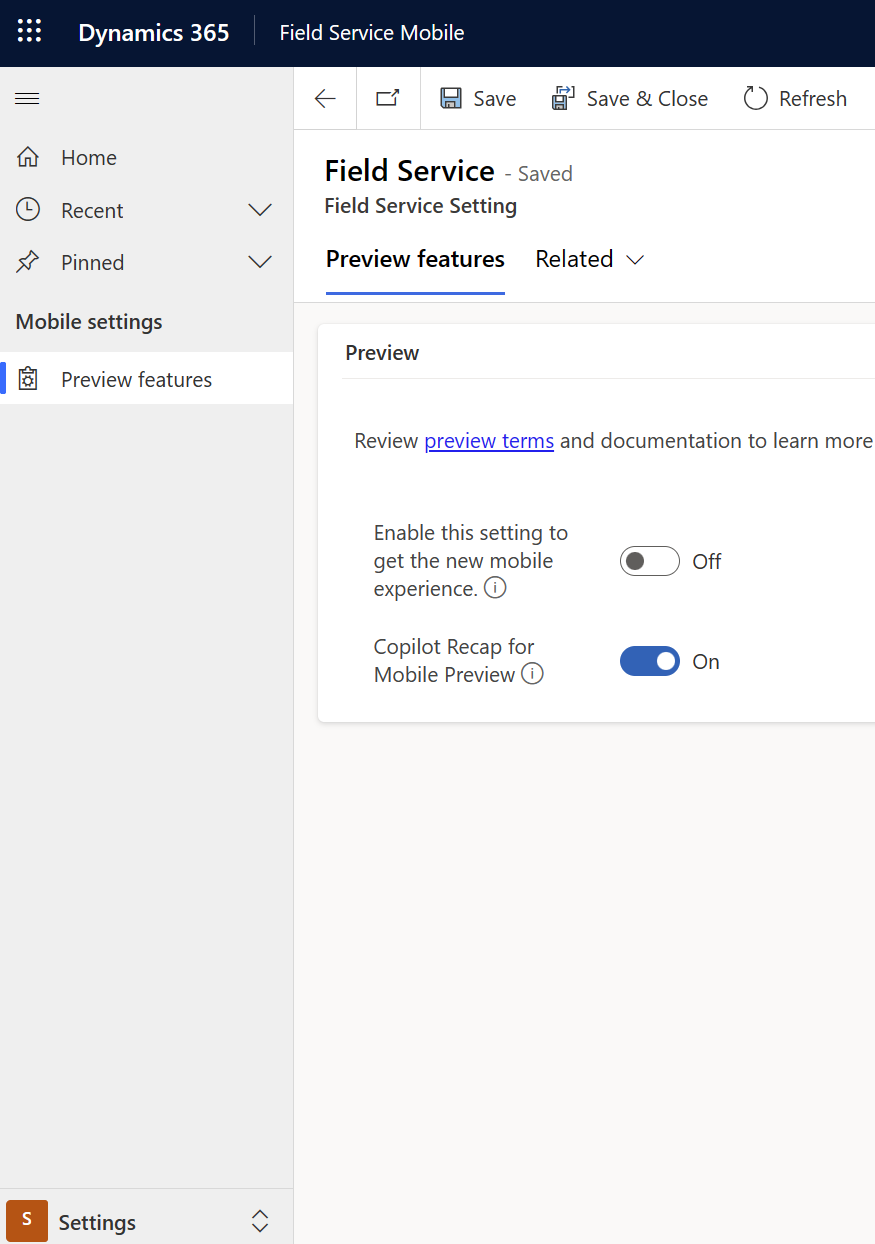 Dynamics 365
Field Service Mobile
Save
Save & Close
Refresh
Home
Recent
Pinned
Mobile settings
Preview features
Field Service - Saved
Field Service Setting
Preview features
Related
Preview
Review preview terms and documentation to learn more
Enable this setting to
get the new mobile
experience.
Off
Copilot Recap for
Mobile Preview
On
S
Settings